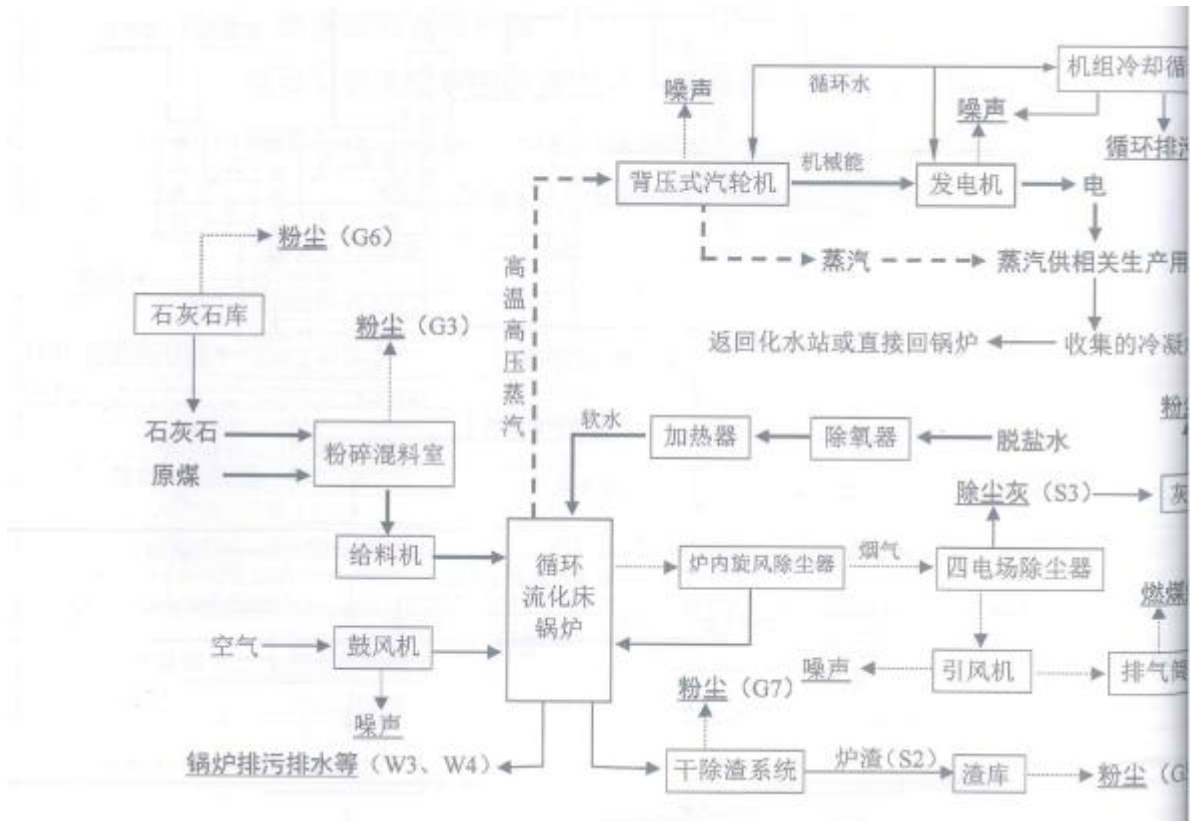 机组冷却循
循环水
噪声
噪声
循环排污
背压式汽轮机
机械能
发电机
电
粉尘（G6）
高温高压蒸汽
蒸汽
蒸汽供相关生产用
石灰石库
粉尘（G3）
返回化水站或直接回锅炉
收集的冷凝
软水
加热器
除氧器
脱盐水
石灰石
粉碎混料室
原煤
除尘灰（S3）
灰
给料机
循环
流化床
锅炉
炉内旋风除尘器
烟气
四电场除尘器
燃煤
空气
鼓风机
噪声
引风机
排气筒
粉尘（G7）
噪声
锅炉排污排水等（W3、W4）
干除渣系统
炉渣（S2）
渣库
粉尘（G